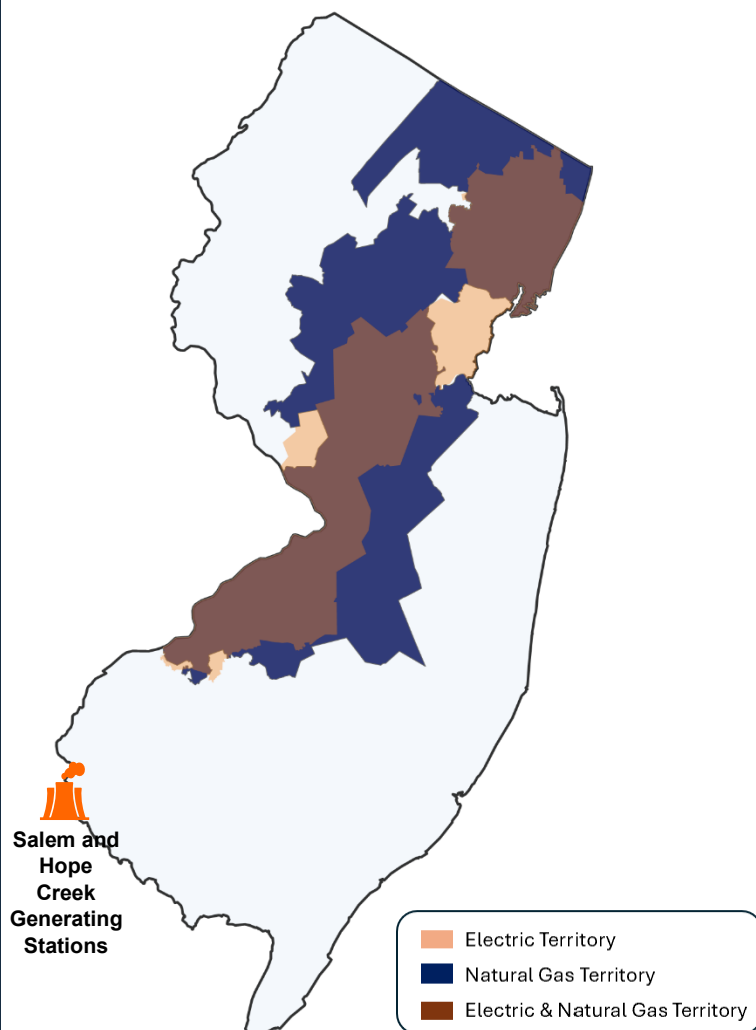 Salem and
Hope
Creek
Generating
Stations
Electric Territory
Natural Gas Territory
Electric & Natural Gas Territory